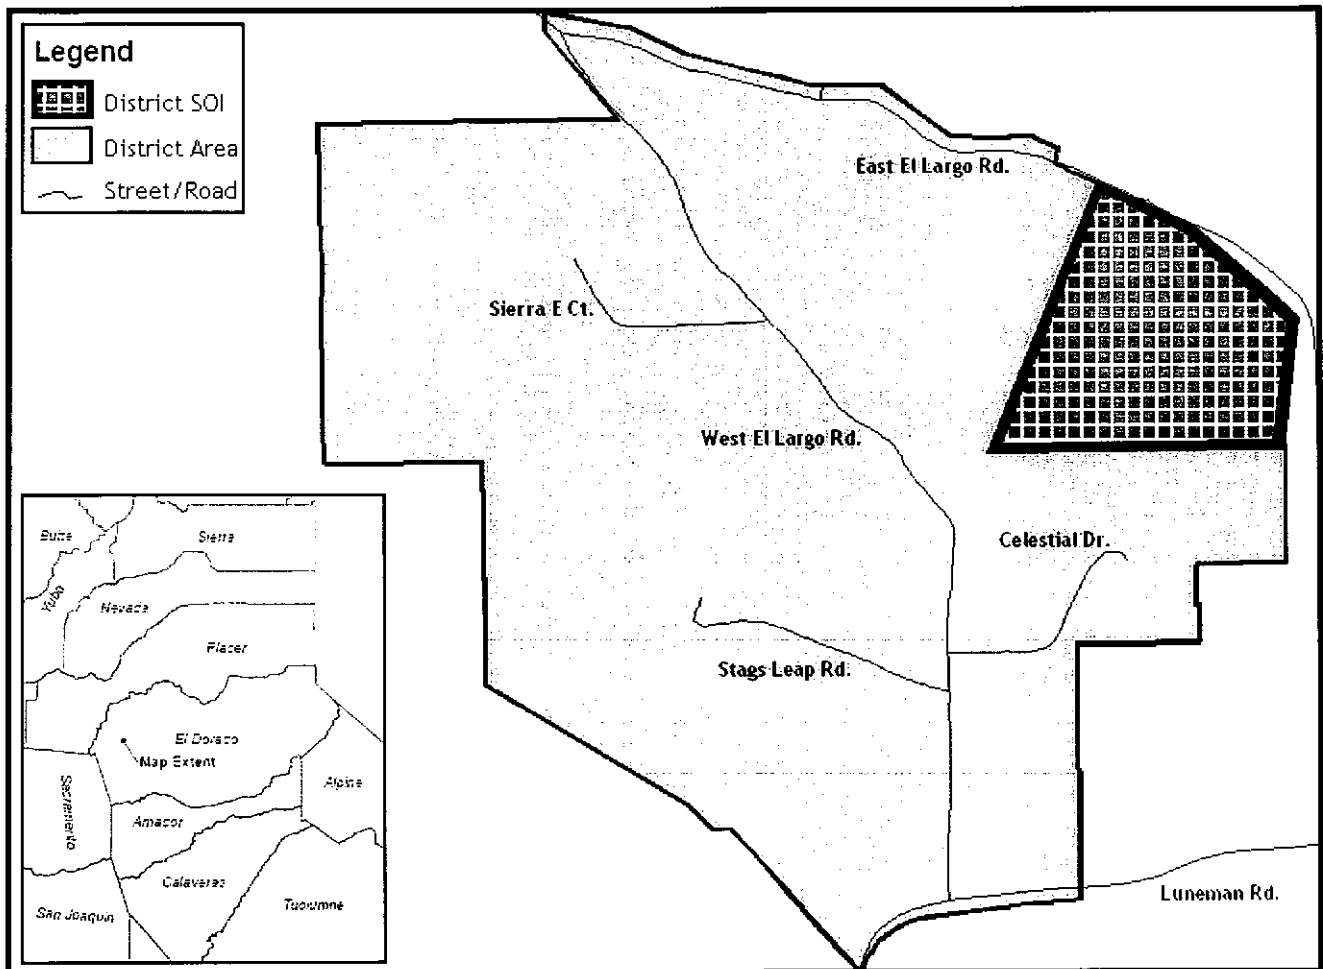 Legend
District SOI
District Area
Street/Road
East El Largo Rd.
Sierra E Ct.
West El Largo Rd.
Celestial Dr.
Stags Leap Rd.
Luneman Rd.
Butte
Sierra
Yuba
Nevada
Placer
El Dorado
Map Extent
Alpine
Sacramento
Amador
Calaveras
San Joaquin
Tuolumne